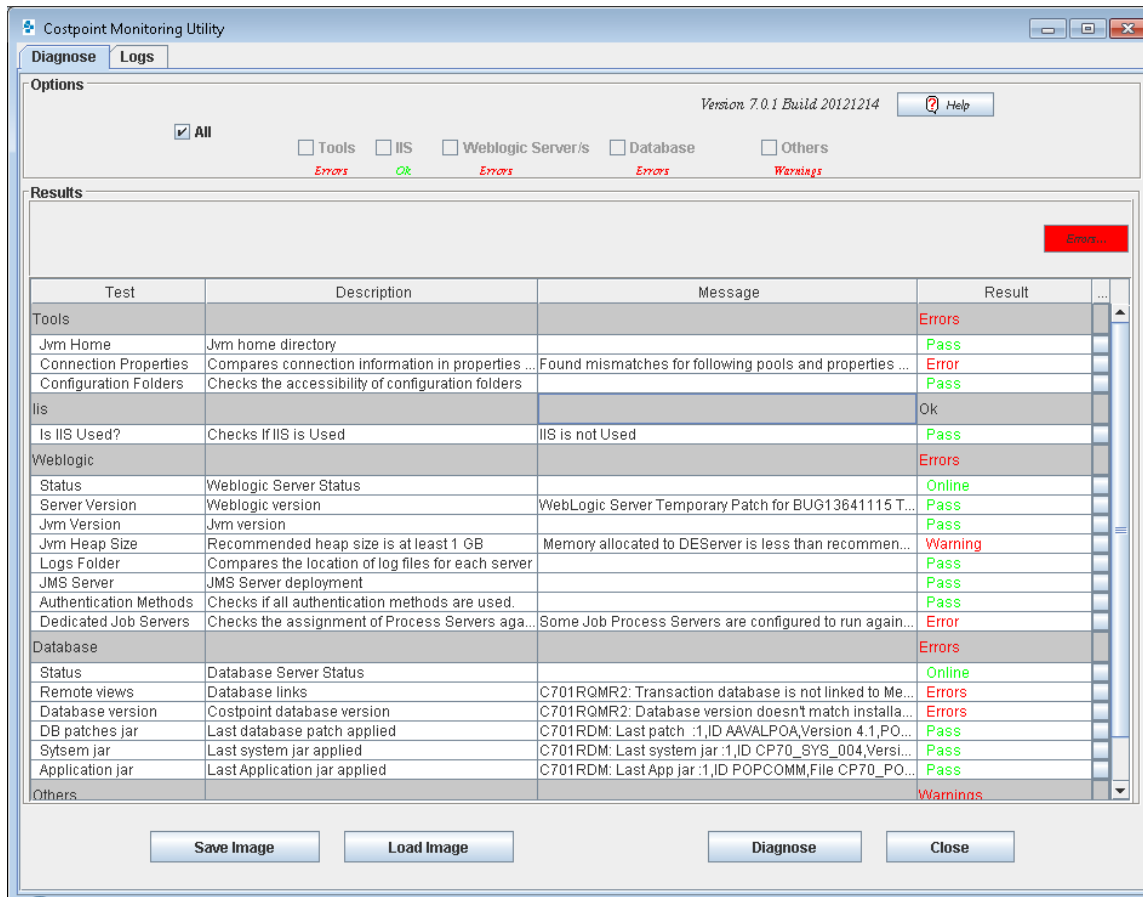 Costpoint Monitoring Utility
Diagnose Logs
Options
Version 7.0.1 Build 20121214 Help
All
Tools IIS Weblogic Server/s Database Others
Errors Ok Errors Errors Warnings
Results
Errors...
Test Description Message Result ...
Tools Errors
Jvm Home Jvm home directory Pass
Connection Properties Compares connection information in properties ... Found mismatches for following pools and properties ... Error
Configuration Folders Checks the accessibility of configuration folders Pass
Iis Ok
Is IIS Used? Checks If IIS is Used IIS is not Used Pass
Weblogic Errors
Status Weblogic Server Status Online
Server Version Weblogic version WebLogic Server Temporary Patch for BUG13641115 T... Pass
Jvm Version Jvm version Pass
Jvm Heap Size Recommended heap size is at least 1 GB Memory allocated to DEServer is less than recommen... Warning
Logs Folder Compares the location of log files for each server Pass
JMS Server JMS Server deployment Pass
Authentication Methods Checks if all authentication methods are used. Pass
Dedicated Job Servers Checks the assignment of Process Servers aga... Some Job Process Servers are configured to run again... Error
Database Errors
Status Database Server Status Online
Remote views Database links C701RQMR2: Transaction database is not linked to Me... Errors
Database version Costpoint database version C701RQMR2: Database version doesn't match installa... Errors
DB patches jar Last database patch applied C701RDM: Last patch :1,ID AAVALPOA,Version 4.1,PO... Pass
Sytsem jar Last system jar applied C701RDM: Last system jar :1,ID CP70_SYS_004,Versi... Pass
Application jar Last Application jar applied C701RDM: Last App jar :1,ID POPCOMM,File CP70_PO... Pass
Others Warnings
Save Image Load Image Diagnose Close